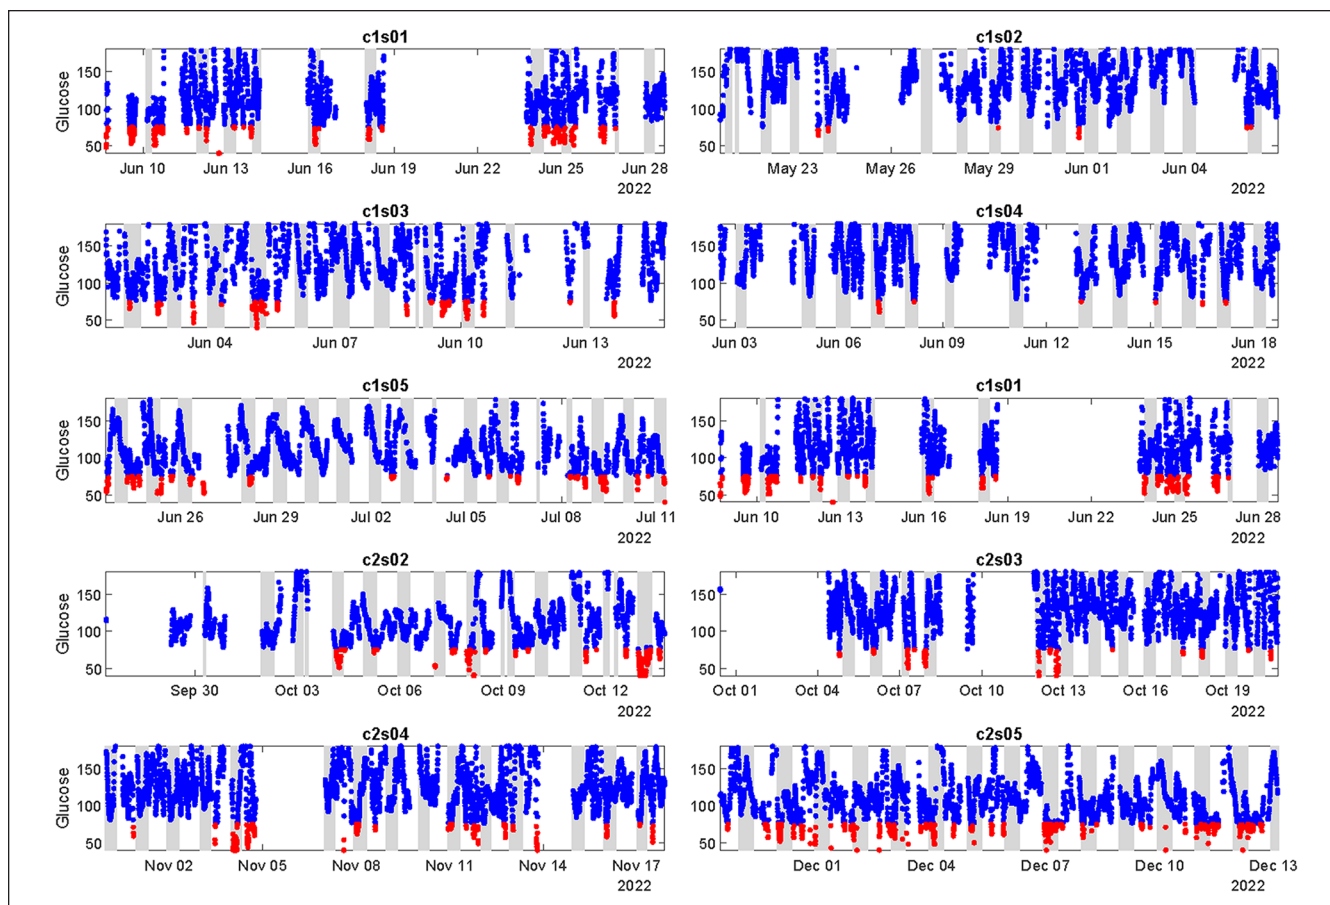 c1s01
c1s02
Glucose
150
100
50
Jun 10 Jun 13 Jun 16 Jun 19 Jun 22 Jun 25 Jun 28
2022
May 23 May 26 May 29 Jun 01 Jun 04
2022
c1s03
c1s04
Glucose
150
100
50
Jun 04 Jun 07 Jun 10 Jun 13
2022
150
100
50
Jun 03 Jun 06 Jun 09 Jun 12 Jun 15 Jun 18
2022
c1s05
c1s01
Glucose
150
100
50
Jun 26 Jun 29 Jul 02 Jul 05 Jul 08 Jul 11
2022
150
100
50
Jun 10 Jun 13 Jun 16 Jun 19 Jun 22 Jun 25 Jun 28
2022
c2s02
c2s03
Glucose
150
100
50
Sep 30 Oct 03 Oct 06 Oct 09 Oct 12
2022
150
100
50
Oct 01 Oct 04 Oct 07 Oct 10 Oct 13 Oct 16 Oct 19
2022
c2s04
c2s05
Glucose
150
100
50
Nov 02 Nov 05 Nov 08 Nov 11 Nov 14 Nov 17
2022
150
100
50
Dec 01 Dec 04 Dec 07 Dec 10 Dec 13
2022